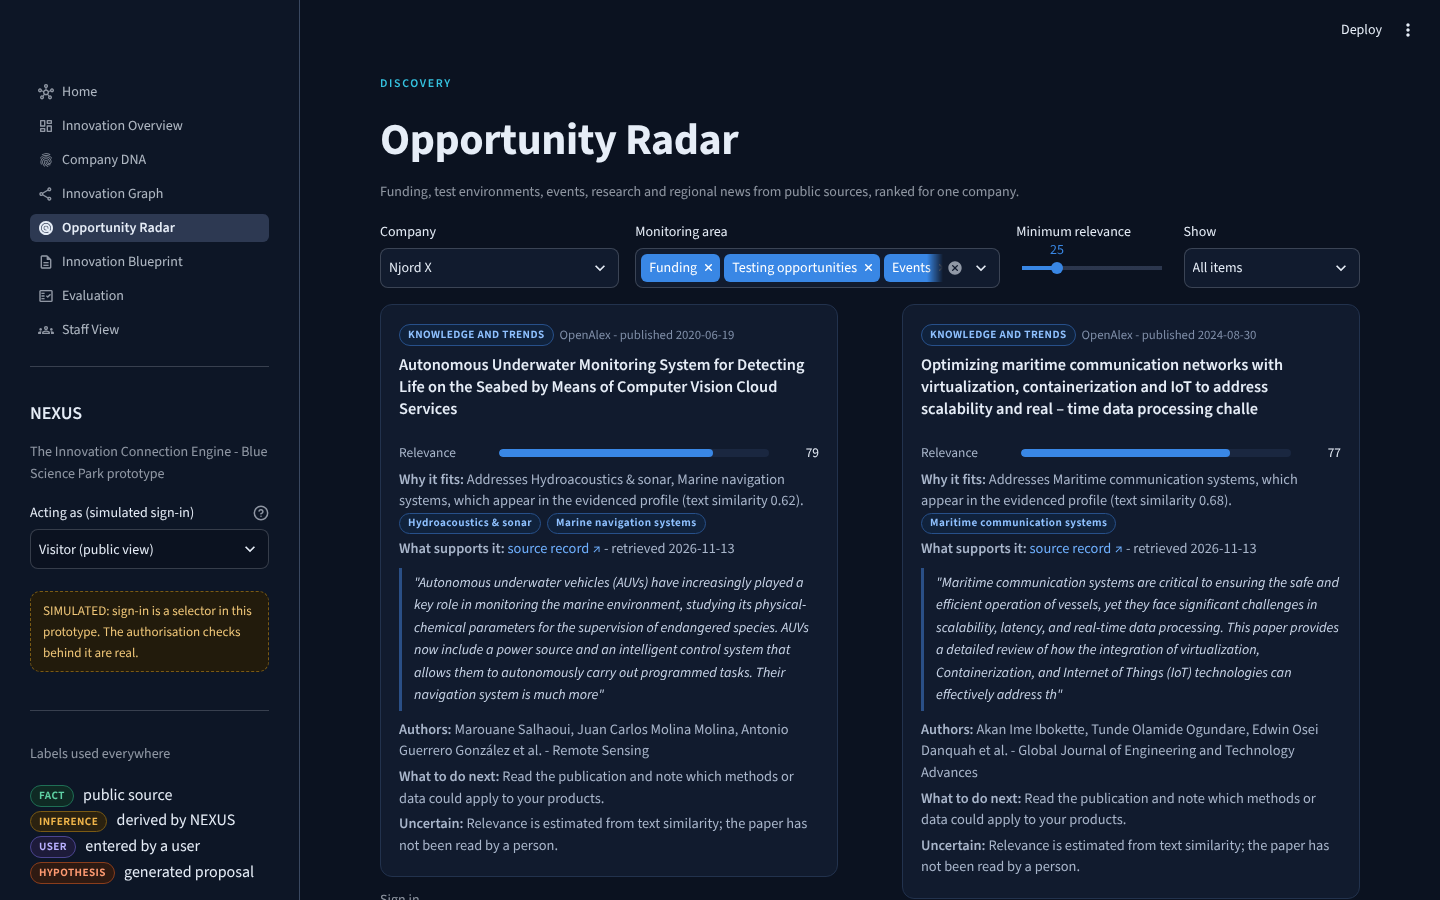 Deploy
Home
Innovation Overview
Company DNA
Innovation Graph
Opportunity Radar
Innovation Blueprint
Evaluation
Staff View
NEXUS
The Innovation Connection Engine - Blue
Science Park prototype
Acting as (simulated sign-in)
Visitor (public view)
SIMULATED: sign-in is a selector in this
prototype. The authorisation checks
behind it are real.
Labels used everywhere
FACT public source
INFERENCE derived by NEXUS
USER entered by a user
HYPOTHESIS generated proposal
DISCOVERY
Opportunity Radar
Funding, test environments, events, research and regional news from public sources, ranked for one company.
Company
Njord X
Monitoring area
Funding Testing opportunities Events
Minimum relevance
25
Show
All items
KNOWLEDGE AND TRENDS OpenAlex - published 2020-06-19
Autonomous Underwater Monitoring System for Detecting
Life on the Seabed by Means of Computer Vision Cloud
Services
Relevance 79
Why it fits: Addresses Hydroacoustics & sonar, Marine navigation
systems, which appear in the evidenced profile (text similarity 0.62).
Hydroacoustics & sonar Marine navigation systems
What supports it: source record ↗ - retrieved 2026-11-13
"Autonomous underwater vehicles (AUVs) have increasingly played a
key role in monitoring the marine environment, studying its physical-
chemical parameters for the supervision of endangered species. AUVs
now include a power source and an intelligent control system that
allows them to autonomously carry out programmed tasks. Their
navigation system is much more"
Authors: Marouane Salhaoui, Juan Carlos Molina Molina, Antonio
Guerrero González et al. - Remote Sensing
What to do next: Read the publication and note which methods or
data could apply to your products.
Uncertain: Relevance is estimated from text similarity; the paper has
not been read by a person.
Sign in
KNOWLEDGE AND TRENDS OpenAlex - published 2024-08-30
Optimizing maritime communication networks with
virtualization, containerization and IoT to address
scalability and real – time data processing challe
Relevance 77
Why it fits: Addresses Maritime communication systems, which
appear in the evidenced profile (text similarity 0.68).
Maritime communication systems
What supports it: source record ↗ - retrieved 2026-11-13
"Maritime communication systems are critical to ensuring the safe and
efficient operation of vessels, yet they face significant challenges in
scalability, latency, and real-time data processing. This paper provides
a detailed review of how the integration of virtualization,
Containerization, and Internet of Things (IoT) technologies can
effectively address th"
Authors: Akan Ime Ibokette, Tunde Olamide Ogundare, Edwin Osei
Danquah et al. - Global Journal of Engineering and Technology
Advances
What to do next: Read the publication and note which methods or
data could apply to your products.
Uncertain: Relevance is estimated from text similarity; the paper has
not been read by a person.